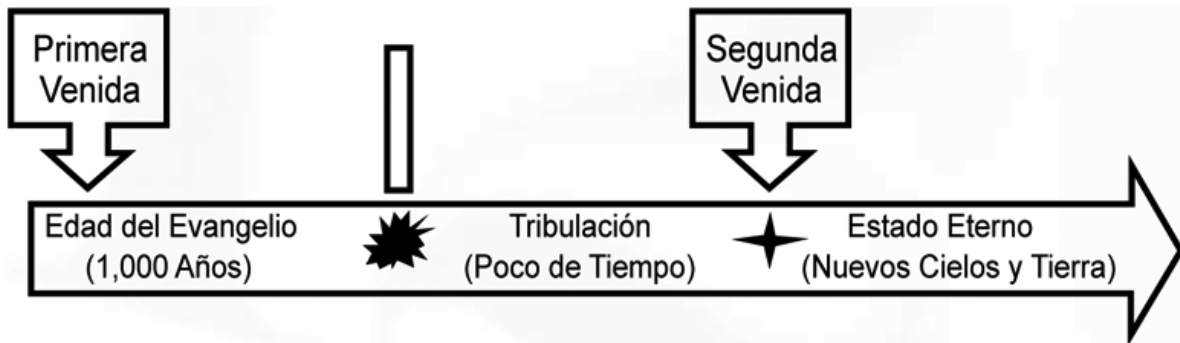 Primera
Venida
Segunda
Venida
Edad del Evangelio
(1,000 Años)
Tribulación
(Poco de Tiempo)
Estado Eterno
(Nuevos Cielos y Tierra)